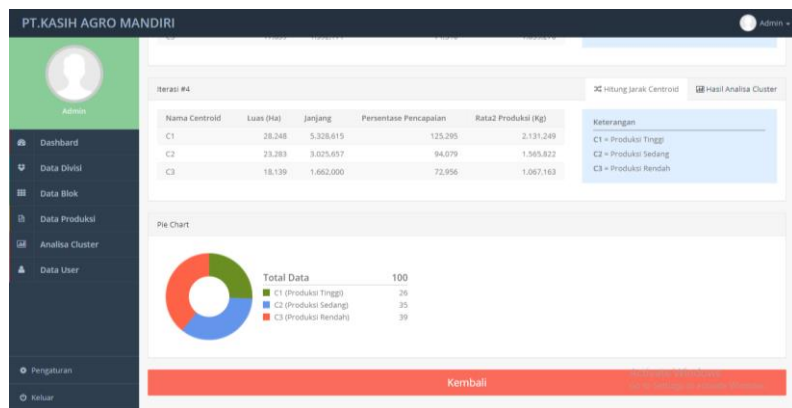 PT.KASIH AGRO MANDIRI
Admin
Admin
Dashbard
Data Divisi
Data Blok
Data Produksi
Analisa Cluster
Data User
Pengaturan
Keluar
Iterasi #4
Hitung Jarak Centroid
Hasil Analisa Cluster
Nama Centroid Luas (Ha) Janjang Persentase Pencapaian Rata2 Produksi (Kg)
C1 28,248 5,328,615 125,295 2,131,249
C2 23,283 3,025,657 94,079 1,565,822
C3 18,139 1,662,000 72,956 1,067,163
Keterangan
C1 = Produksi Tinggi
C2 = Produksi Sedang
C3 = Produksi Rendah
Pie Chart
Total Data 100
C1 (Produksi Tinggi) 26
C2 (Produksi Sedang) 35
C3 (Produksi Rendah) 39
Kembali
Activate Windows